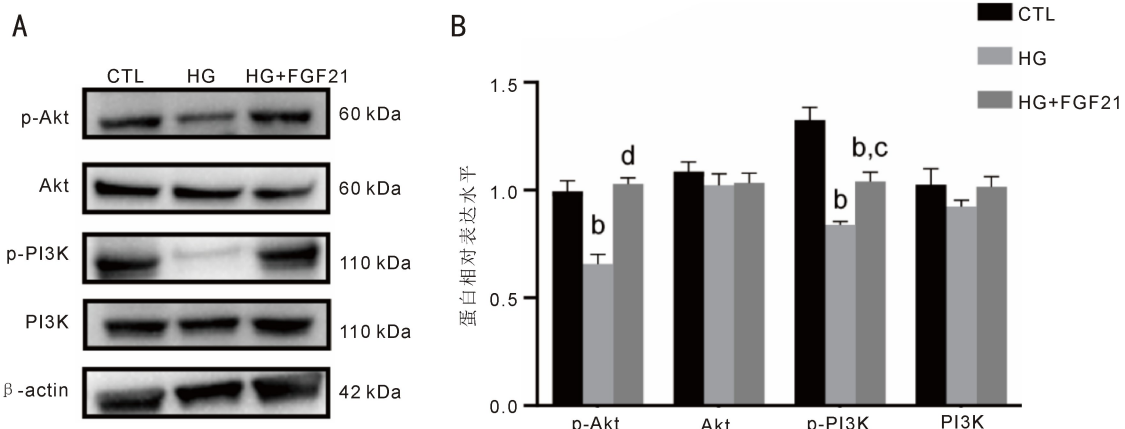 A
CTL HG HG+FGF21
p-Akt 60 kDa
Akt 60 kDa
p-PI3K 110 kDa
PI3K 110 kDa
β-actin 42 kDa
B
CTL
HG
HG+FGF21
蛋白相对表达水平
1.5
1.0
0.5
0.0
b
d
b
b,c
p-Akt Akt p-PI3K PI3K